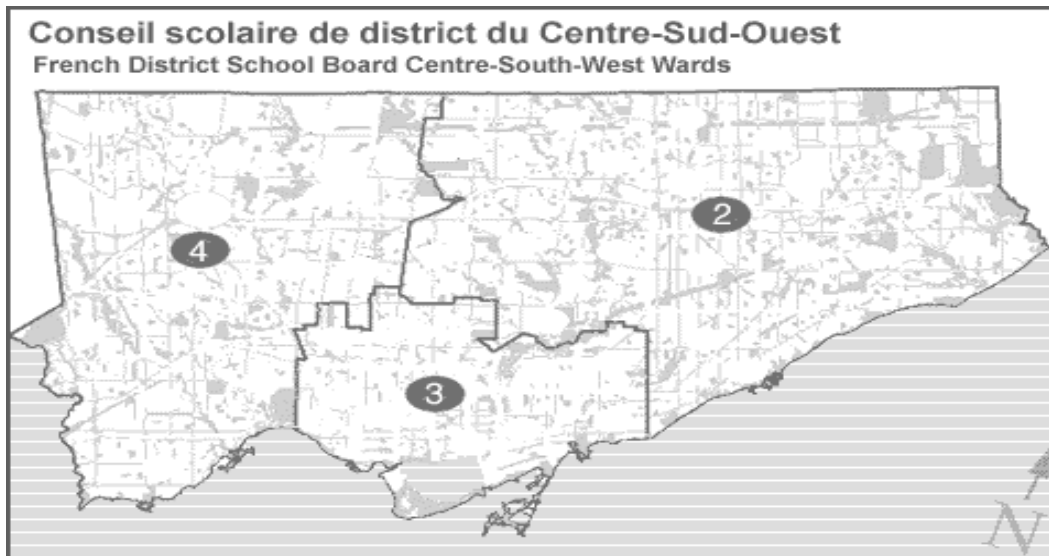 Conseil scolaire de district du Centre-Sud-Ouest
French District School Board Centre-South-West Wards
2
4
3
N